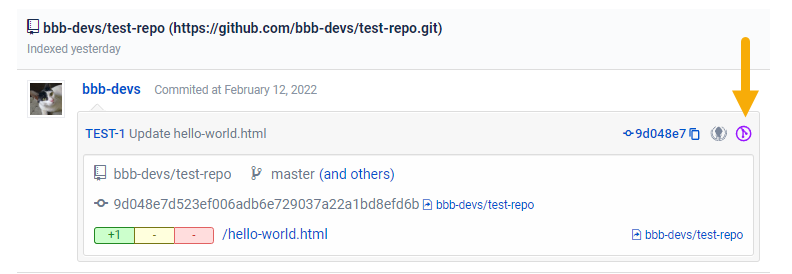 bbb-devs/test-repo (https://github.com/bbb-devs/test-repo.git)
Indexed yesterday
bbb-devs Commited at February 12, 2022
TEST-1 Update hello-world.html 9d048e7
bbb-devs/test-repo master (and others)
9d048e7d523ef006adb6e729037a22a1bd8efd6b bbb-devs/test-repo
+1 - - /hello-world.html bbb-devs/test-repo